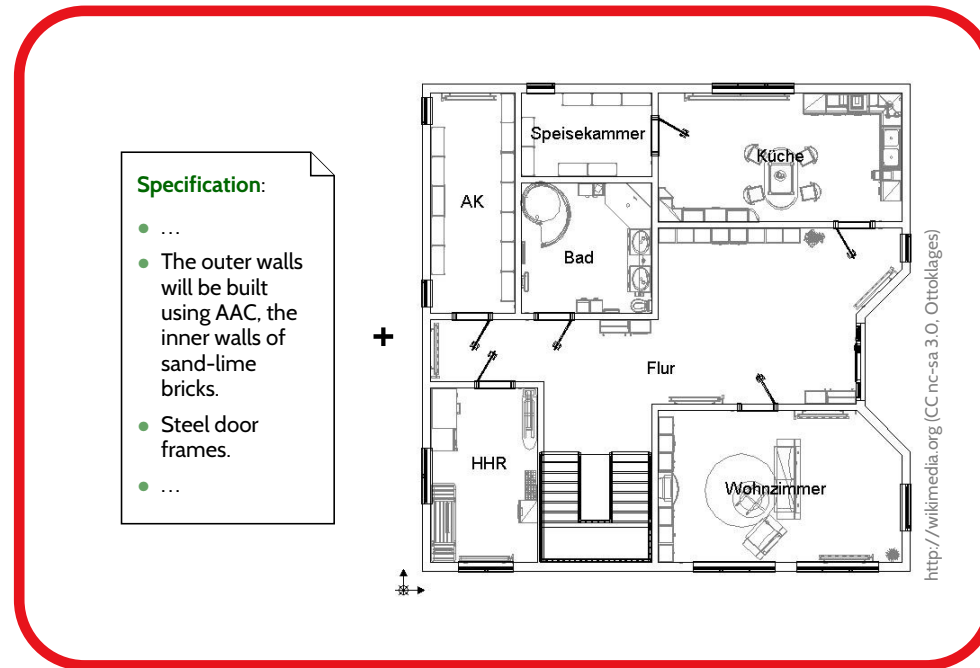 Specification:
...
The outer walls
will be built
using AAC, the
inner walls of
sand-lime
bricks.
Steel door
frames.
...
+
Speisekammer
Küche
AK
Bad
Flur
HHR
Wohnzimmer
http://wikimedia.org (CC nc-sa 3.0, Ottoklages)